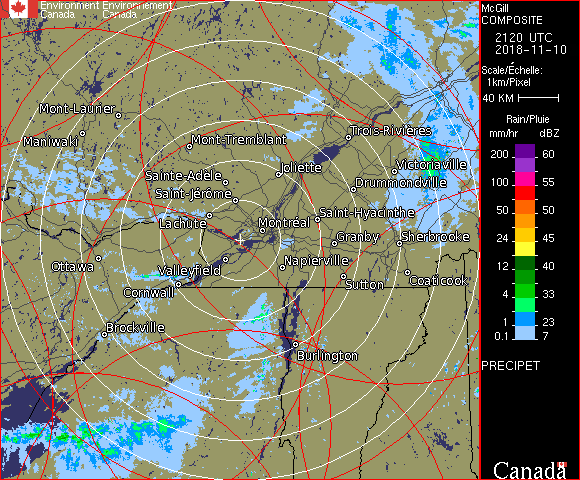 Environment Environnement
Canada Canada
McGill
COMPOSITE
2120 UTC
2018-11-10
Scale/Échelle:
1km/Pixel
40 KM
Rain/Pluie
mm/hr dBZ
200 60
100 55
50 50
24 45
12 40
4 33
1 23
0.1 7
PRECIPET
Mont-Laurier
Maniwaki
Mont-Tremblant
Trois-Rivières
Joliette
Victoriaville
Sainte-Adèle
Drummondville
Saint-Jérôme
Saint-Hyacinthe
Lachute
Montréal
Granby
Sherbrooke
Ottawa
Valleyfield
Napierville
Sutton
Coaticook
Cornwall
Brockville
Burlington
Canada